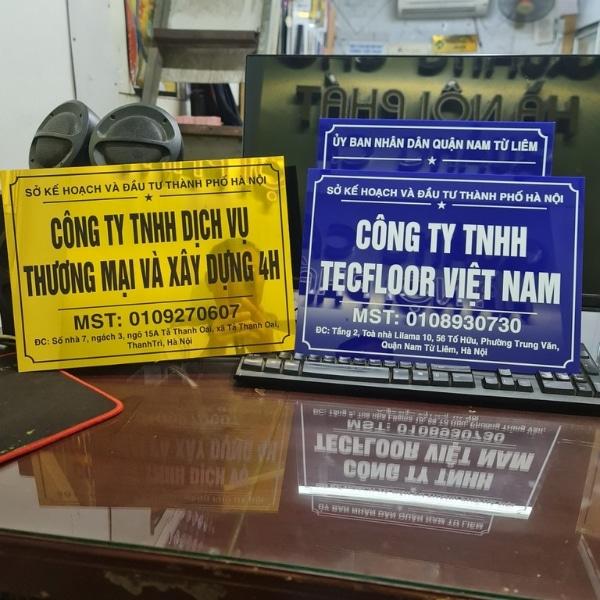 SỞ KẾ HOẠCH VÀ ĐẦU TƯ THÀNH PHỐ HÀ NỘI
CÔNG TY TNHH DỊCH VỤ
THƯƠNG MẠI VÀ XÂY DỰNG 4H
MST: 0109270607
ĐC: Số nhà 7, ngách 3, ngõ 15A Tả Thanh Oai, xã Tả Thanh Oai,
ThanhTrì, Hà Nội
ỦY BAN NHÂN DÂN QUẬN NAM TỪ LIÊM
SỞ KẾ HOẠCH VÀ ĐẦU TƯ THÀNH PHỐ HÀ NỘI
CÔNG TY TNHH
TECFLOOR VIỆT NAM
MST: 0108930730
ĐC: Tầng 2, Toà nhà Lilama 10, 56 Tố Hữu, Phường Trung Văn,
Quận Nam Từ Liêm, Hà Nội